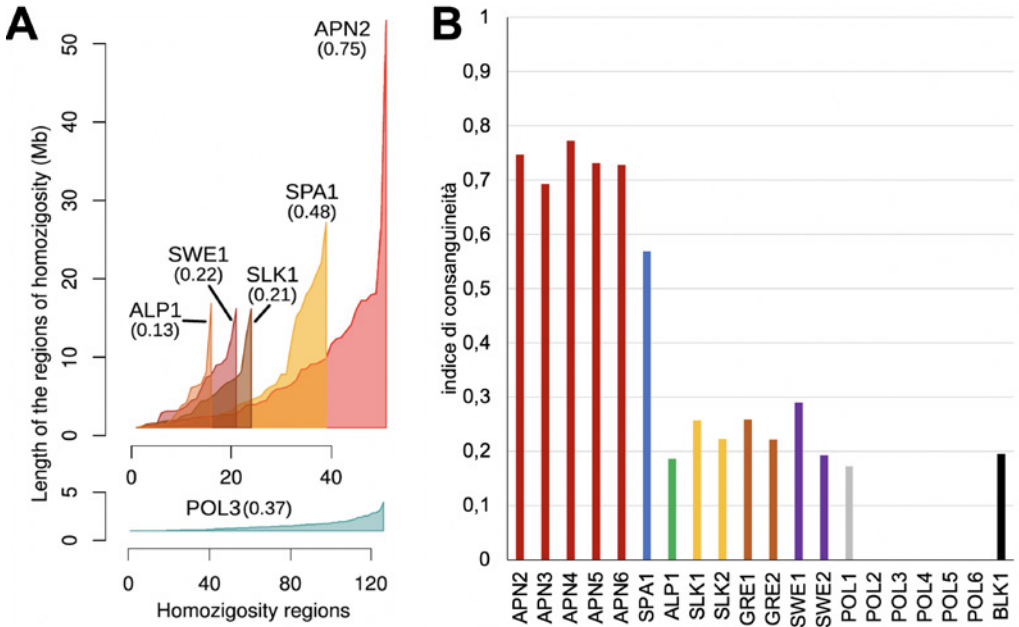 A
Length of the regions of homozigosity (Mb)
50
40
30
20
10
0
APN2
(0.75)
SPA1
(0.48)
SWE1
(0.22)
SLK1
(0.21)
ALP1
(0.13)
0
20
40
5
0
POL3 (0.37)
0
40
80
120
Homozigosity regions
B
indice di consanguineità
1
0,9
0,8
0,7
0,6
0,5
0,4
0,3
0,2
0,1
0
APN2
APN3
APN4
APN5
APN6
SPA1
ALP1
SLK1
SLK2
GRE1
GRE2
SWE1
SWE2
POL1
POL2
POL3
POL4
POL5
POL6
BLK1